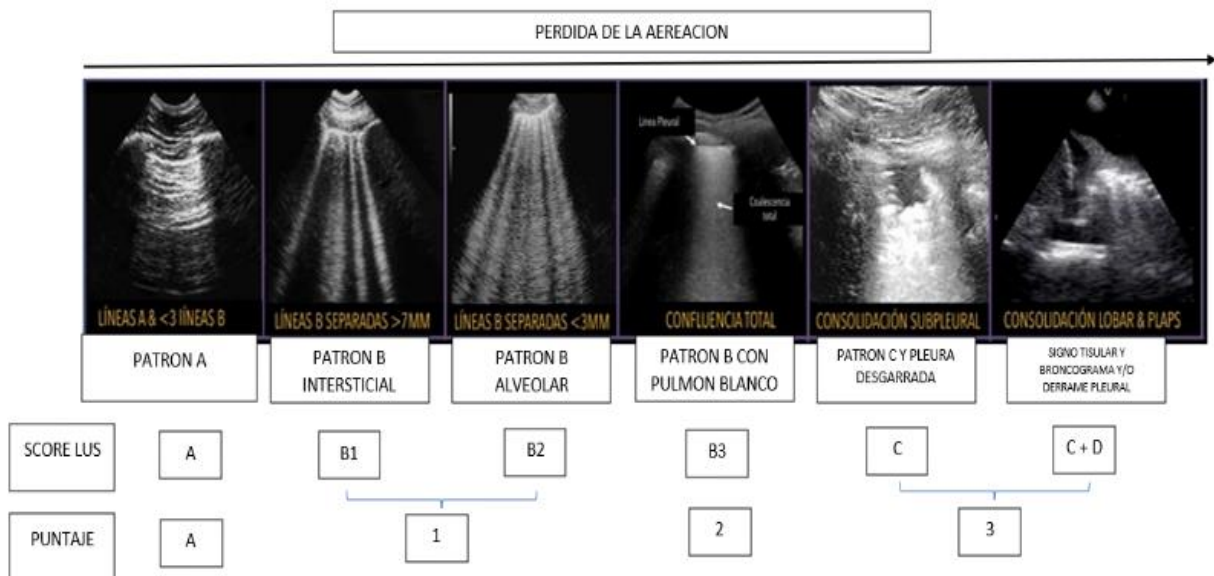 PERDIDA DE LA AEREACION
Linea Pleural
Coalescencia
total
LÍNEAS A & <3 lÍNEAS B
LÍNEAS B SEPARADAS >7MM
LÍNEAS B SEPARADAS <3MM
CONFLUENCIA TOTAL
CONSOLIDACIÓN SUBPLEURAL
CONSOLIDACIÓN LOBAR & PLAPS
PATRON A
PATRON B
INTERSTICIAL
PATRON B
ALVEOLAR
PATRON B CON
PULMON BLANCO
PATRON C Y PLEURA
DESGARRADA
SIGNO TISULAR Y
BRONCOGRAMA Y/O
DERRAME PLEURAL
SCORE LUS
A
B1
B2
B3
C
C + D
PUNTAJE
A
1
2
3